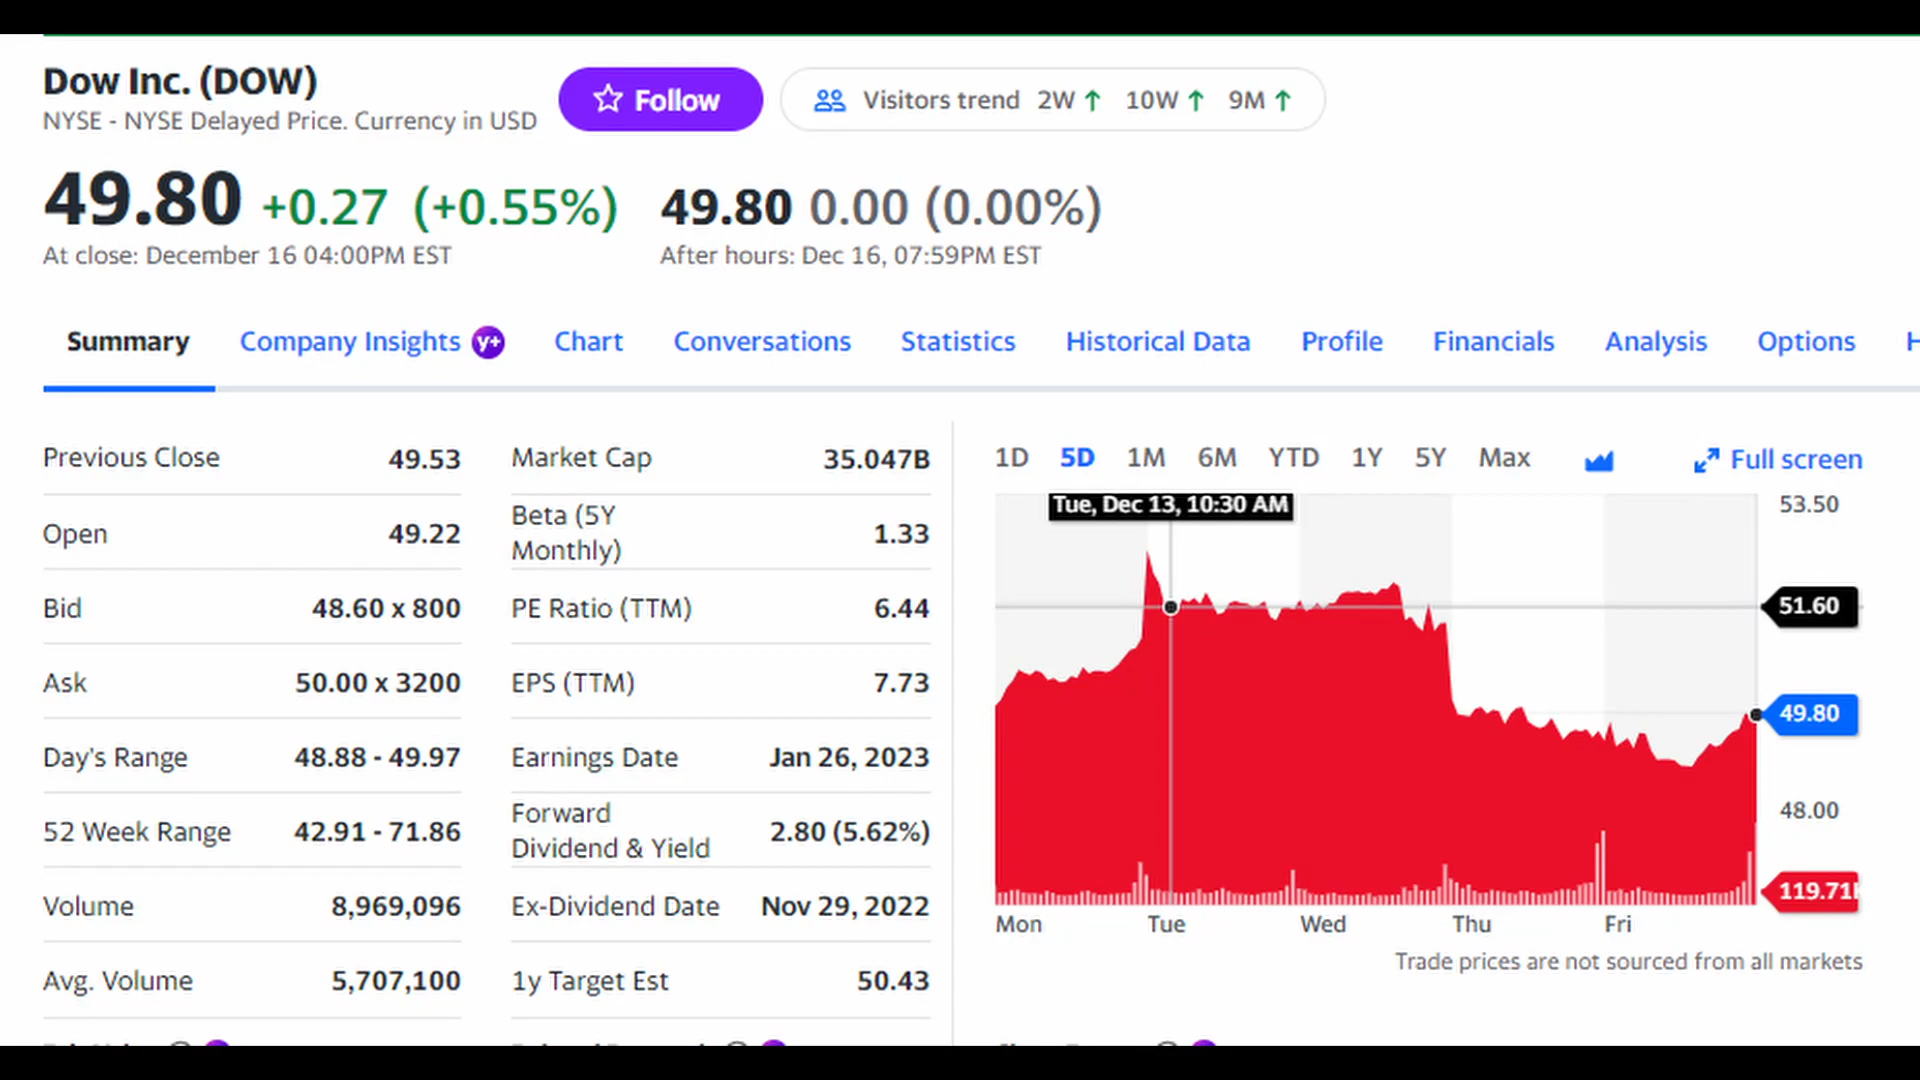 Dow Inc. (DOW)
NYSE - NYSE Delayed Price. Currency in USD
Follow
Visitors trend 2W 10W 9M
49.80 +0.27 (+0.55%)
At close: December 16 04:00PM EST
49.80 0.00 (0.00%)
After hours: Dec 16, 07:59PM EST
Summary Company Insights y+ Chart Conversations Statistics Historical Data Profile Financials Analysis Options H
Previous Close 49.53
Open 49.22
Bid 48.60 x 800
Ask 50.00 x 3200
Day's Range 48.88 - 49.97
52 Week Range 42.91 - 71.86
Volume 8,969,096
Avg. Volume 5,707,100
Market Cap 35.047B
Beta (5Y
Monthly) 1.33
PE Ratio (TTM) 6.44
EPS (TTM) 7.73
Earnings Date Jan 26, 2023
Forward
Dividend & Yield 2.80 (5.62%)
Ex-Dividend Date Nov 29, 2022
1y Target Est 50.43
1D 5D 1M 6M YTD 1Y 5Y Max Full screen
Tue, Dec 13, 10:30 AM
53.50
51.60
49.80
48.00
119.71
Mon Tue Wed Thu Fri
Trade prices are not sourced from all markets